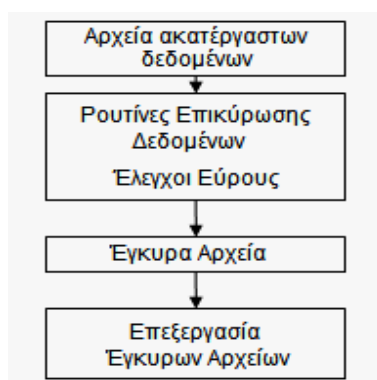 Αρχεία ακατέργαστων
δεδομένων
Ρουτίνες Επικύρωσης
Δεδομένων
Έλεγχοι Εύρους
Έγκυρα Αρχεία
Επεξεργασία
Έγκυρων Αρχείων